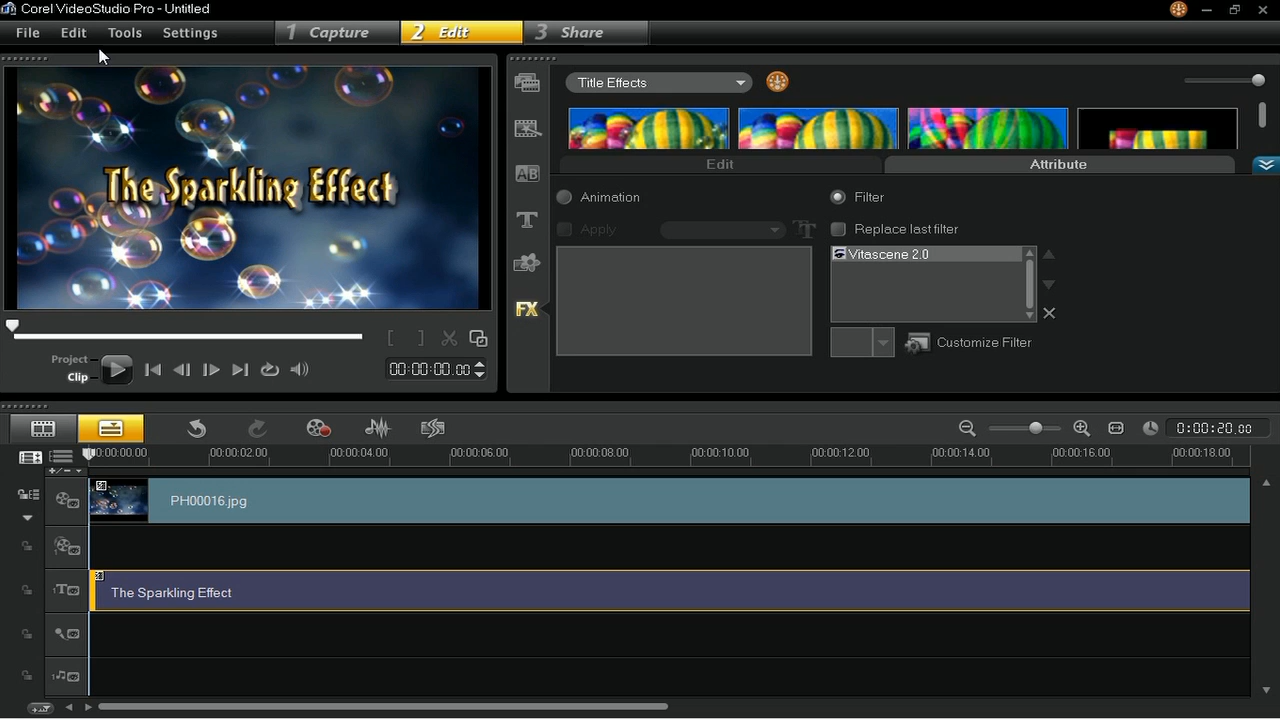 Corel VideoStudio Pro - Untitled
File Edit Tools Settings 1 Capture 2 Edit 3 Share
The Sparkling Effect
Title Effects
Edit Attribute
Animation Filter
Apply Replace last filter
Vitascene 2.0
Customize Filter
Project
Clip
00:00:00.00
0:00:20.00
00:00:00.00 00:00:02.00 00:00:04.00 00:00:06.00 00:00:08.00 00:00:10.00 00:00:12.00 00:00:14.00 00:00:16.00 00:00:18.00
PH00016.jpg
The Sparkling Effect